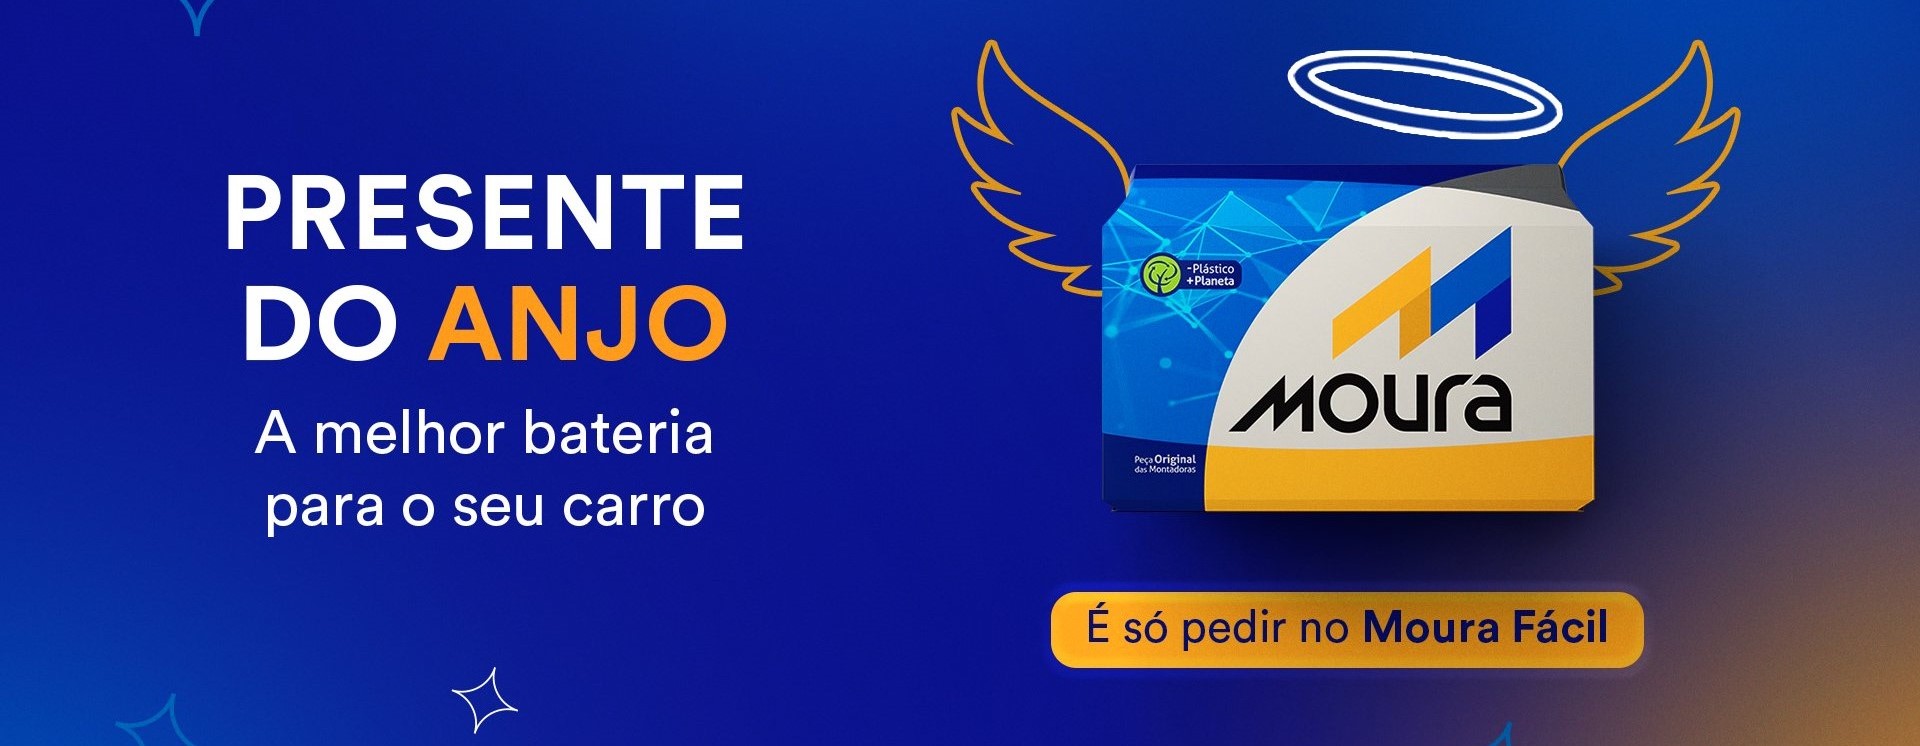 PRESENTE
DO ANJO
A melhor bateria
para o seu carro
-Plástico
+Planeta
moura
Peça Original
das Montadoras
É só pedir no Moura Fácil